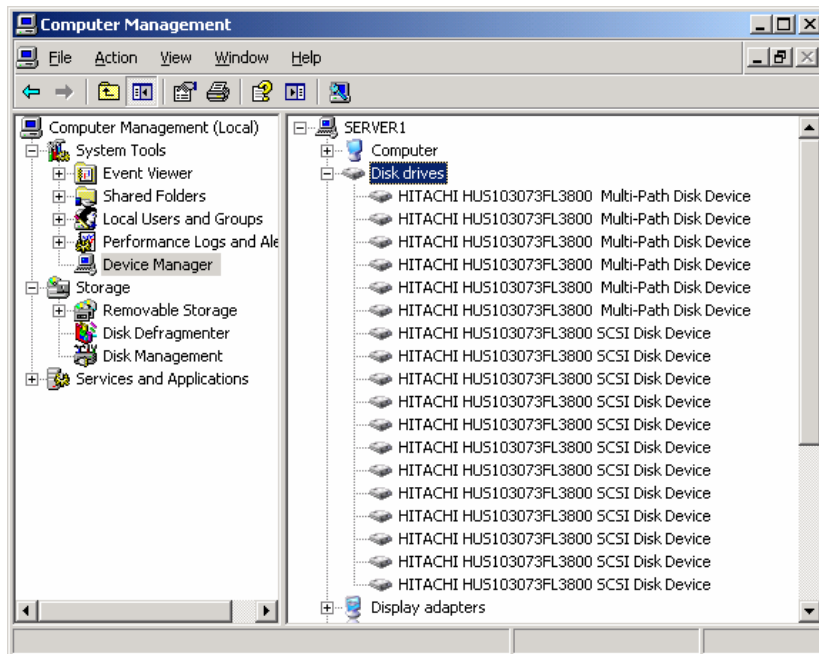 Computer Management
File Action View Window Help
Computer Management (Local)
System Tools
Event Viewer
Shared Folders
Local Users and Groups
Performance Logs and Ale
Device Manager
Storage
Removable Storage
Disk Defragmenter
Disk Management
Services and Applications
SERVER1
Computer
Disk drives
HITACHI HUS103073FL3800 Multi-Path Disk Device
HITACHI HUS103073FL3800 Multi-Path Disk Device
HITACHI HUS103073FL3800 Multi-Path Disk Device
HITACHI HUS103073FL3800 Multi-Path Disk Device
HITACHI HUS103073FL3800 Multi-Path Disk Device
HITACHI HUS103073FL3800 Multi-Path Disk Device
HITACHI HUS103073FL3800 SCSI Disk Device
HITACHI HUS103073FL3800 SCSI Disk Device
HITACHI HUS103073FL3800 SCSI Disk Device
HITACHI HUS103073FL3800 SCSI Disk Device
HITACHI HUS103073FL3800 SCSI Disk Device
HITACHI HUS103073FL3800 SCSI Disk Device
HITACHI HUS103073FL3800 SCSI Disk Device
HITACHI HUS103073FL3800 SCSI Disk Device
HITACHI HUS103073FL3800 SCSI Disk Device
HITACHI HUS103073FL3800 SCSI Disk Device
HITACHI HUS103073FL3800 SCSI Disk Device
HITACHI HUS103073FL3800 SCSI Disk Device
Display adapters